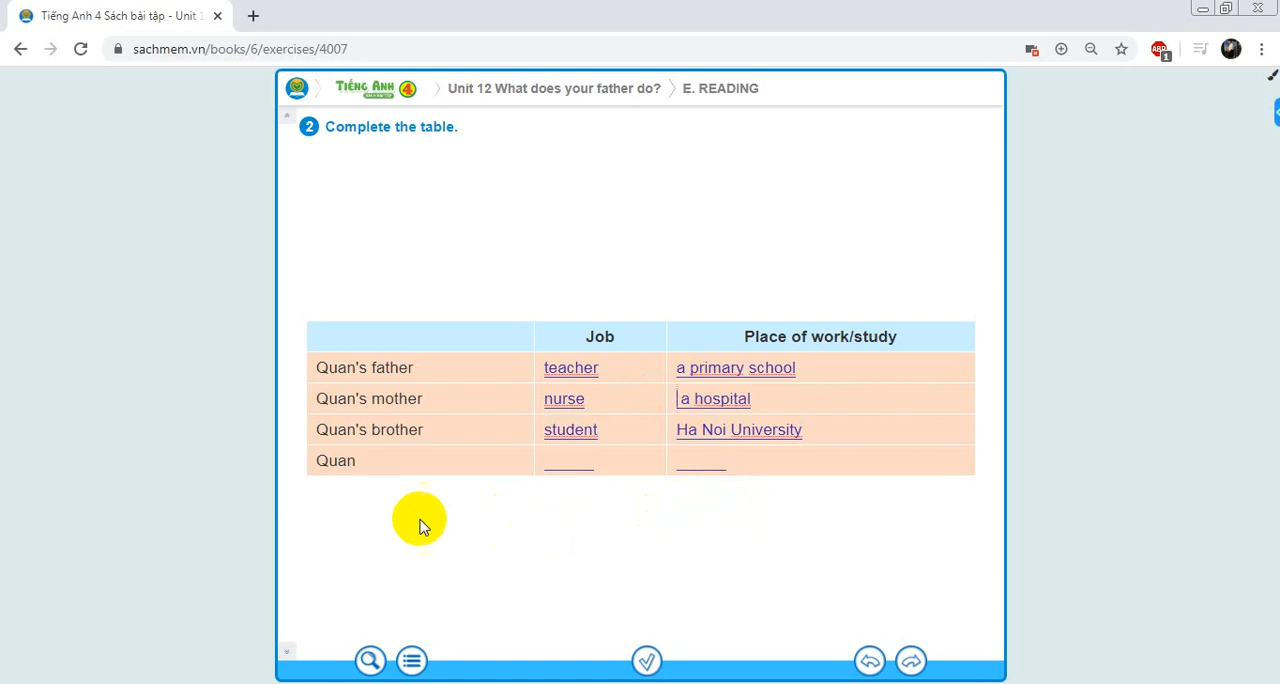 Tiếng Anh 4 Sách bài tập - Unit 1
sachmem.vn/books/6/exercises/4007
ABP
1
TIẾNG ANH 4
Unit 12 What does your father do?
E. READING
2 Complete the table.
Job Place of work/study
Quan's father teacher a primary school
Quan's mother nurse a hospital
Quan's brother student Ha Noi University
Quan